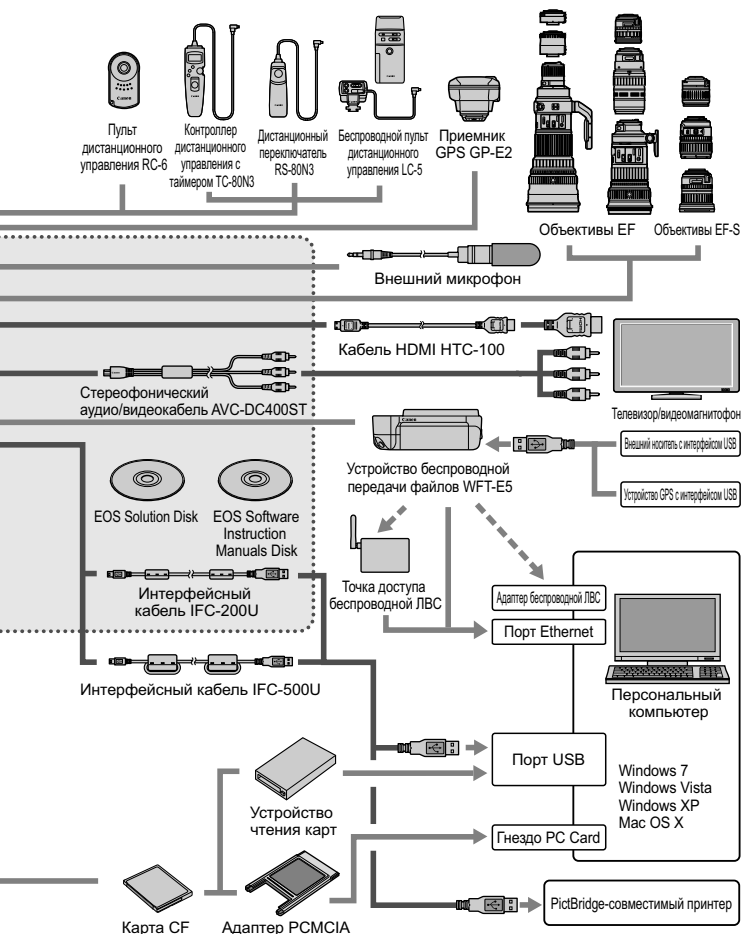 Пульт
дистанционного
управления RC-6
Контроллер
дистанционного
управления с
таймером TC-80N3
Дистанционный
переключатель
RS-80N3
Беспроводной пульт
дистанционного
управления LC-5
Приемник
GPS GP-E2
Объективы EF
Объективы EF-S
Внешний микрофон
Кабель HDMI HTC-100
Стереофонический
аудио/видеокабель AVC-DC400ST
Телевизор/видеомагнитофон
Canon
Внешний носитель с интерфейсом USB
Устройство GPS с интерфейсом USB
Устройство беспроводной
передачи файлов WFT-E5
EOS Solution Disk
EOS Software
Instruction
Manuals Disk
Точка доступа
беспроводной ЛВС
Адаптер беспроводной ЛВС
Порт Ethernet
Интерфейсный
кабель IFC-200U
Интерфейсный кабель IFC-500U
Персональный
компьютер
Порт USB
Windows 7
Windows Vista
Windows XP
Mac OS X
Устройство
чтения карт
Гнездо PC Card
Карта CF
Адаптер PCMCIA
PictBridge-совместимый принтер